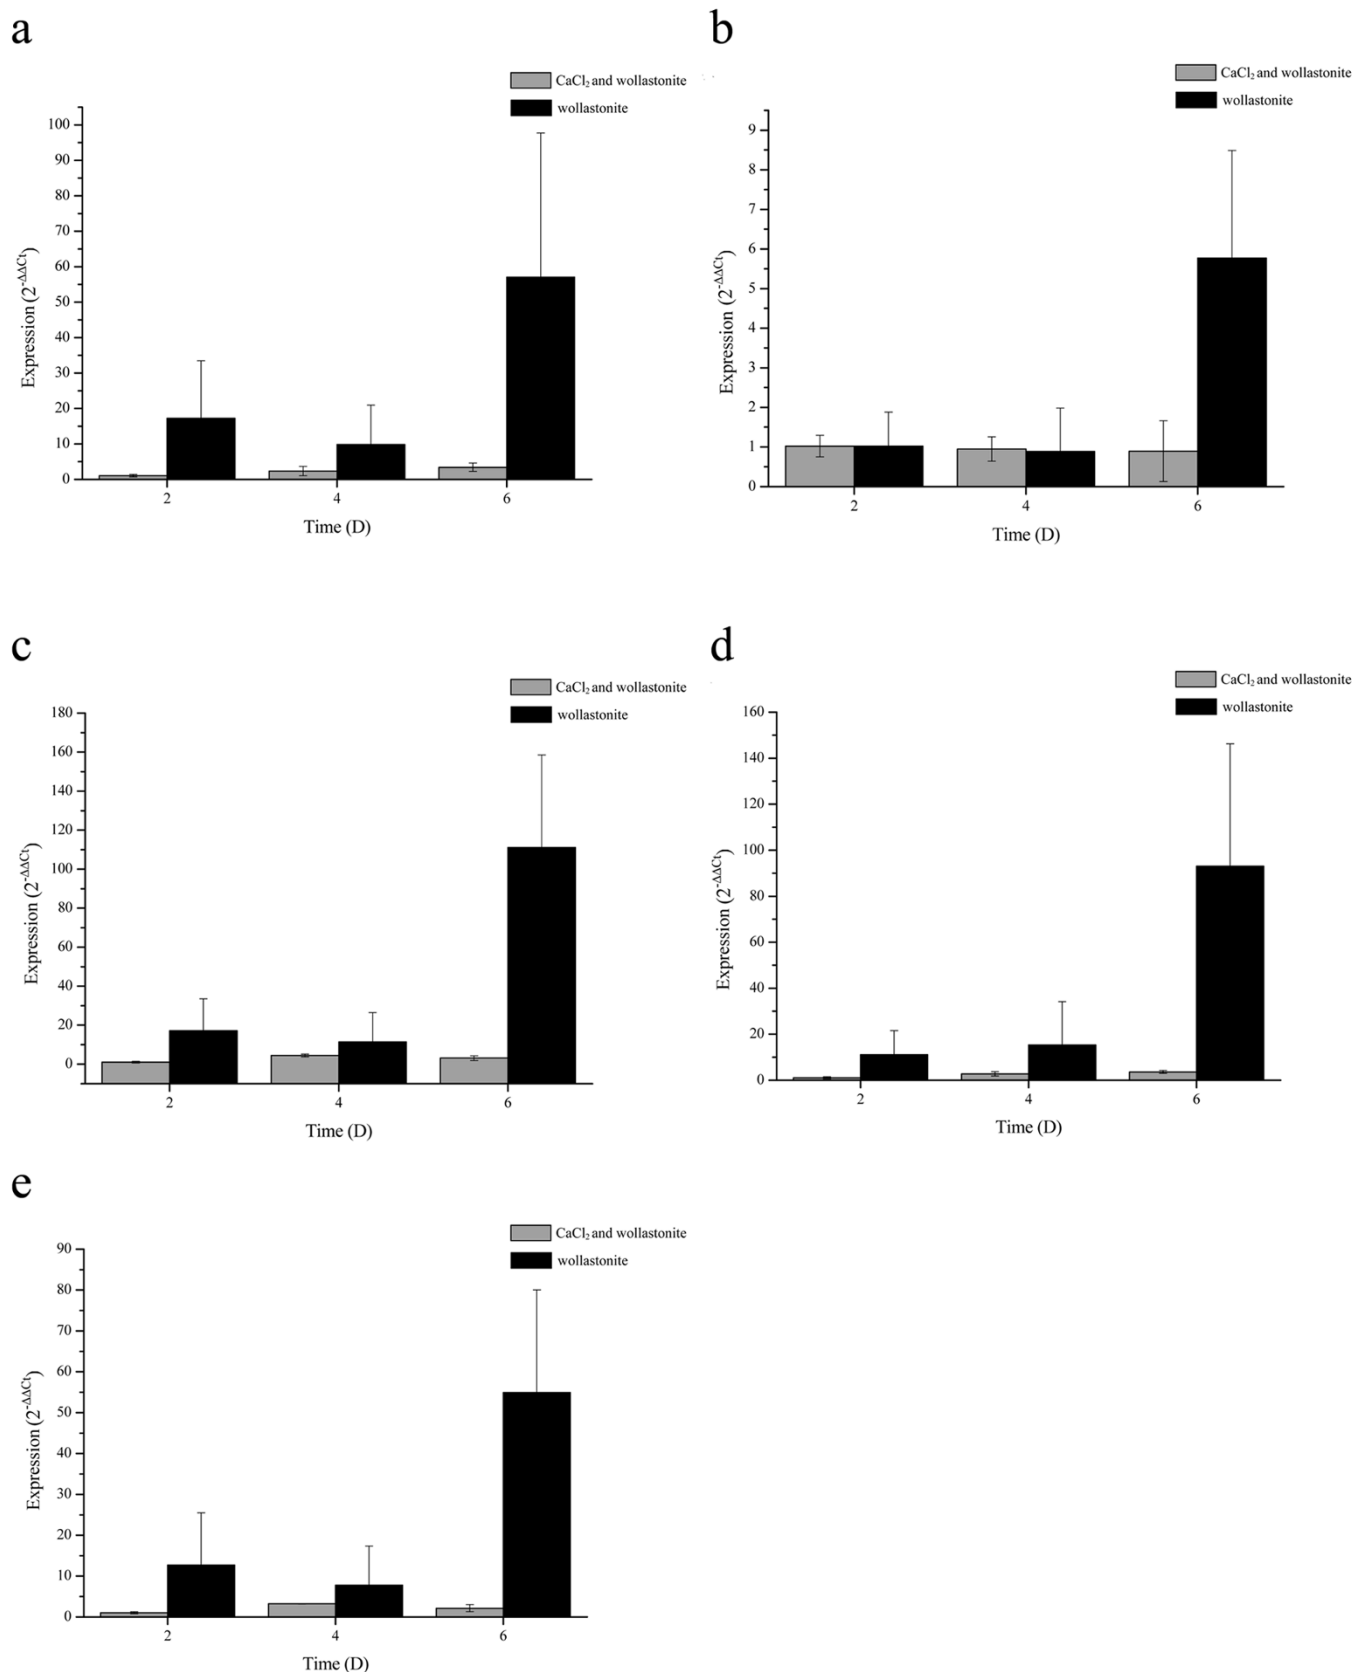 a
CaCl₂ and wollastonite
wollastonite
100
90
80
70
60
50
40
30
20
10
0
Expression (2^-ΔΔCt)
2 4 6
Time (D)
b
CaCl₂ and wollastonite
wollastonite
9
8
7
6
5
4
3
2
1
0
Expression (2^-ΔΔCt)
2 4 6
Time (D)
c
CaCl₂ and wollastonite
wollastonite
180
160
140
120
100
80
60
40
20
0
Expression (2^-ΔΔCt)
2 4 6
Time (D)
d
CaCl₂ and wollastonite
wollastonite
160
140
120
100
80
60
40
20
0
Expression (2^-ΔΔCt)
2 4 6
Time (D)
e
CaCl₂ and wollastonite
wollastonite
90
80
70
60
50
40
30
20
10
0
Expression (2^-ΔΔCt)
2 4 6
Time (D)